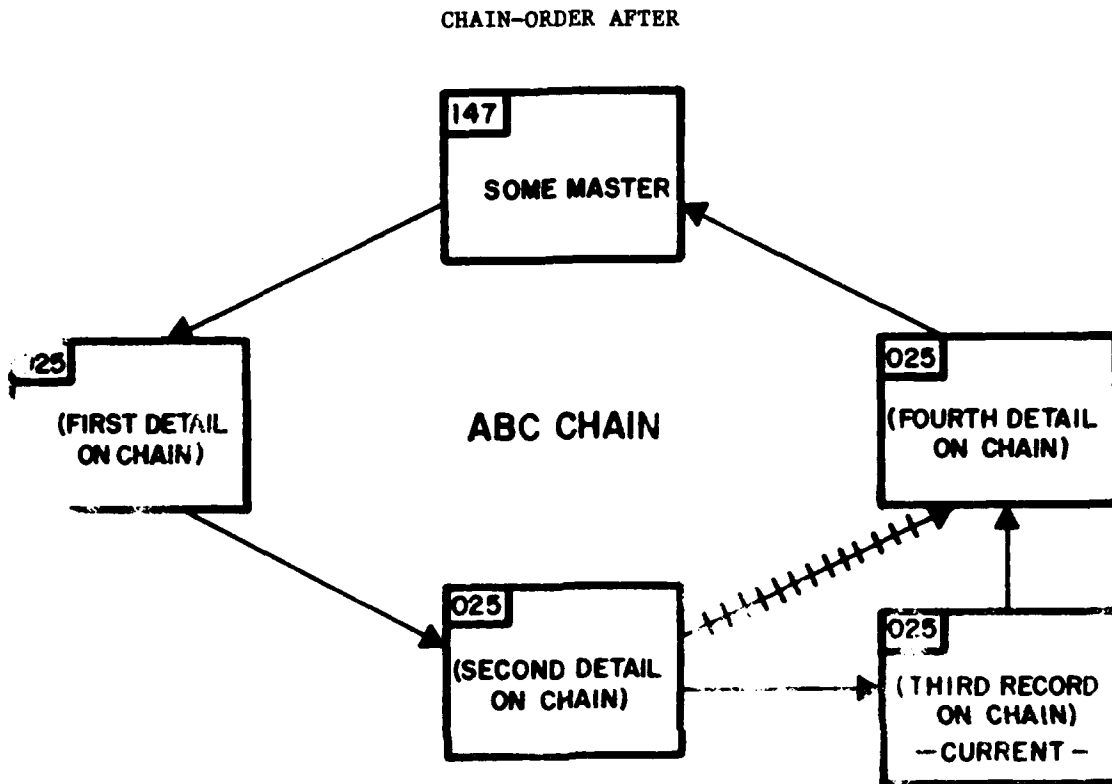 CHAIN-ORDER AFTER
147
SOME MASTER
025
(FIRST DETAIL
ON CHAIN)
ABC CHAIN
025
(FOURTH DETAIL
ON CHAIN)
025
(SECOND DETAIL
ON CHAIN)
025
(THIRD RECORD
ON CHAIN)
-CURRENT-